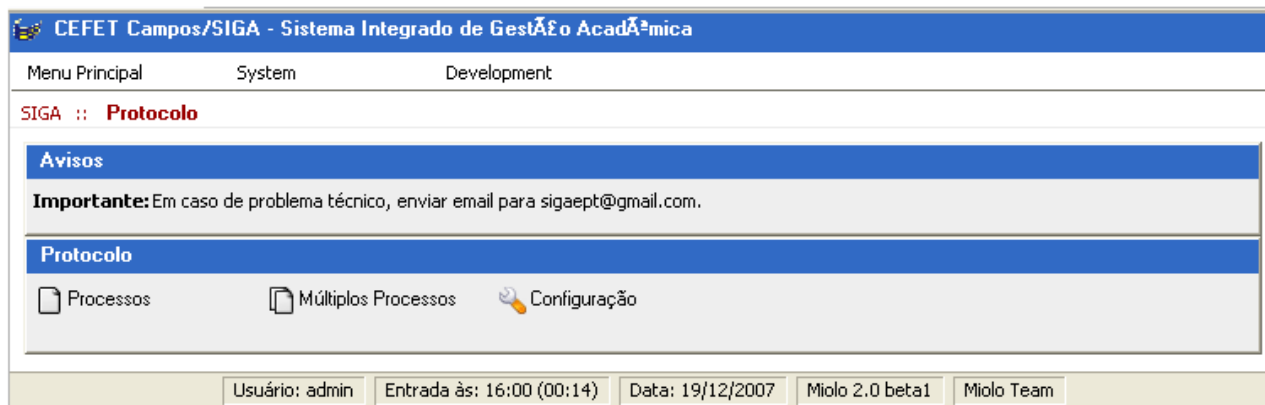 CEFET Campos/SIGA - Sistema Integrado de GestÃ£o AcadÃªmica
Menu Principal System Development
SIGA :: Protocolo
Avisos
Importante: Em caso de problema técnico, enviar email para sigaept@gmail.com.
Protocolo
Processos Múltiplos Processos Configuração
Usuário: admin Entrada às: 16:00 (00:14) Data: 19/12/2007 Miolo 2.0 beta1 Miolo Team